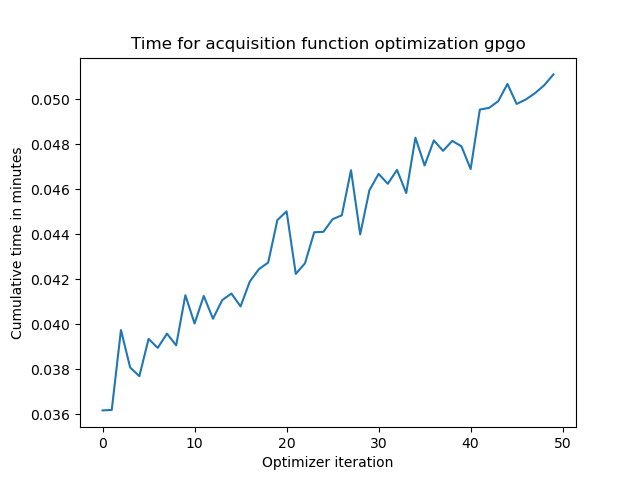 Time for acquisition function optimization gpgo
Cumulative time in minutes
0.050
0.048
0.046
0.044
0.042
0.040
0.038
0.036
0 10 20 30 40 50
Optimizer iteration